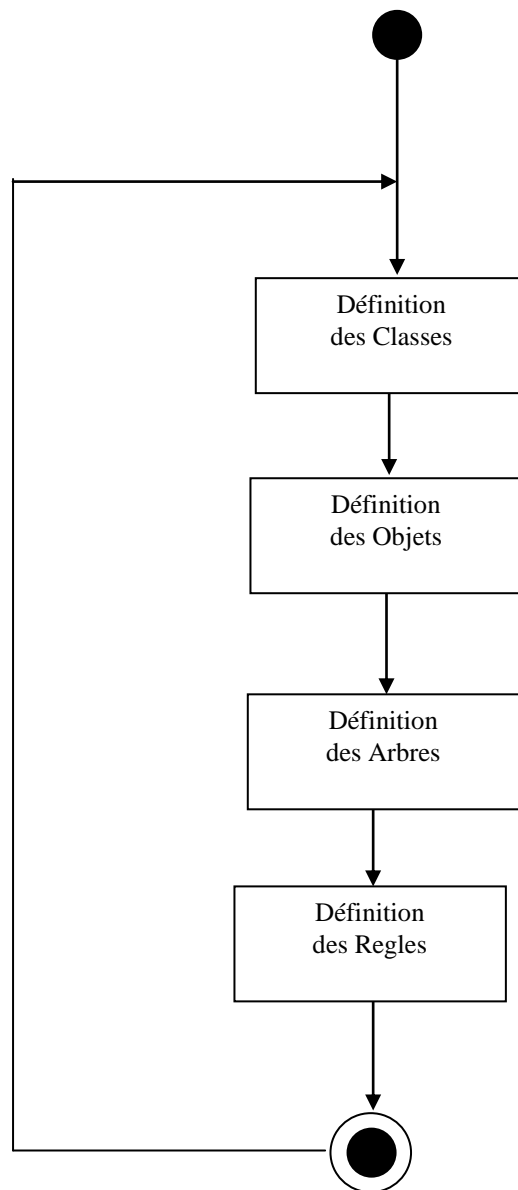 Définition
des Classes
Définition
des Objets
Définition
des Arbres
Définition
des Regles